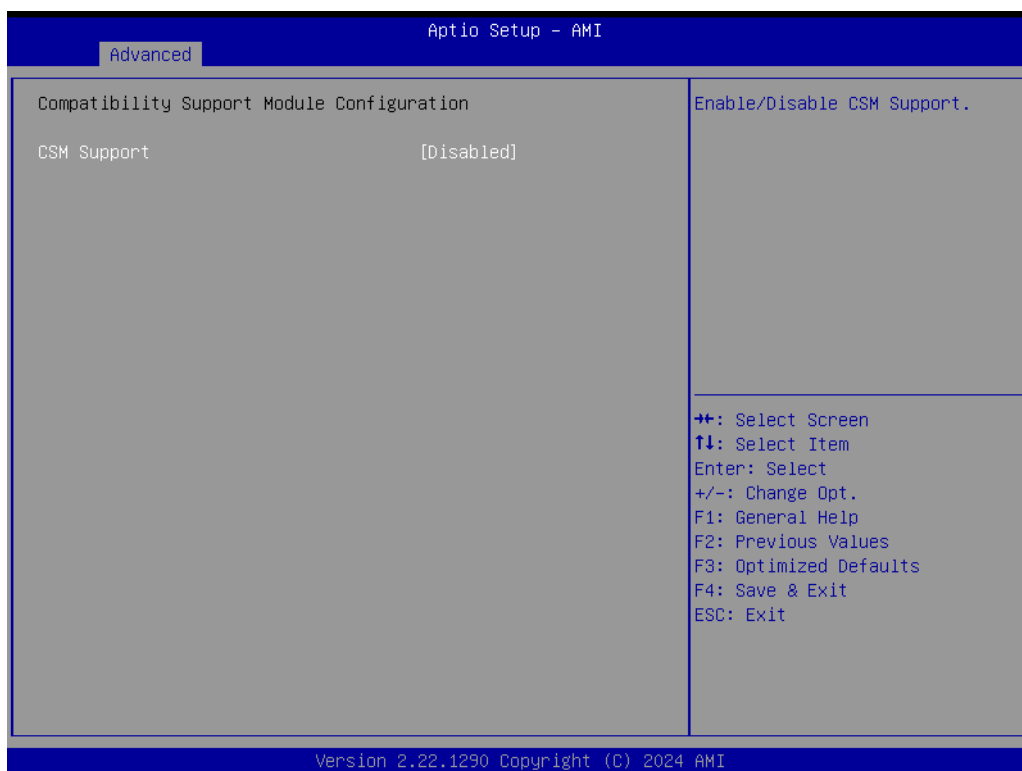 Aptio Setup – AMI
Advanced
Compatibility Support Module Configuration
CSM Support [Disabled]
Enable/Disable CSM Support.
→←: Select Screen
↑↓: Select Item
Enter: Select
+/-: Change Opt.
F1: General Help
F2: Previous Values
F3: Optimized Defaults
F4: Save & Exit
ESC: Exit
Version 2.22.1290 Copyright (C) 2024 AMI